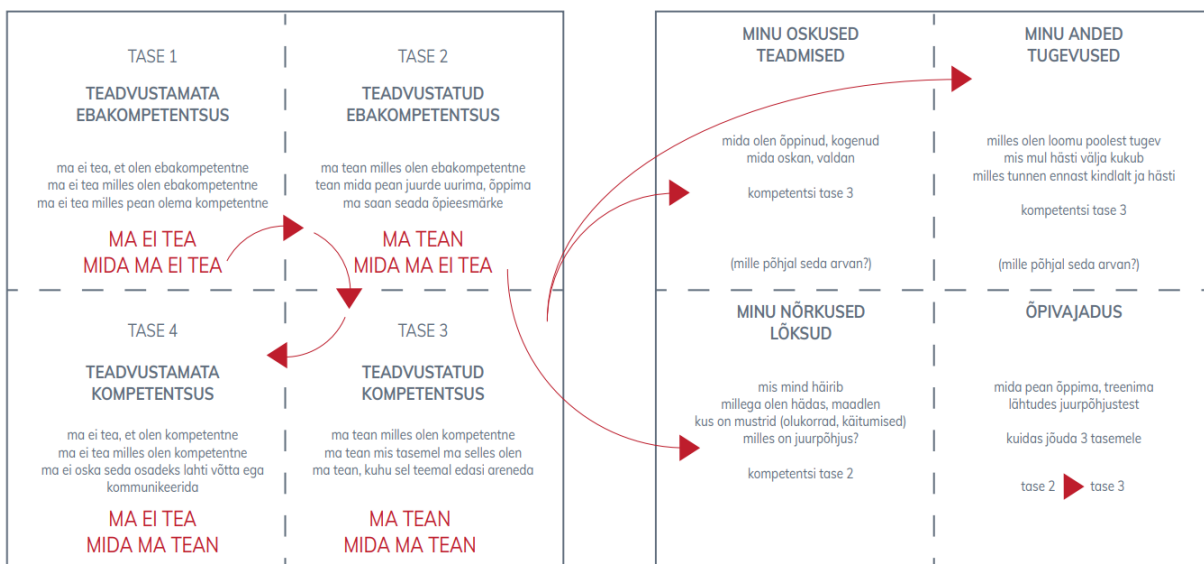 TASE 1
TEADVUSTAMATA
EBAKOMPETENTSUS
ma ei tea, et olen ebakompetentne
ma ei tea milles olen ebakompetentne
ma ei tea milles pean olema kompetentne
MA EI TEA
MIDA MA EI TEA
TASE 2
TEADVUSTATUD
EBAKOMPETENTSUS
ma tean milles olen ebakompetentne
tean mida pean juurde uurima, õppima
ma saan seada õpieesmärke
MA TEAN
MIDA MA EI TEA
TASE 4
TEADVUSTAMATA
KOMPETENTSUS
ma ei tea, et olen kompetentne
ma ei tea milles olen kompetentne
ma ei oska seda osadeks lahti võtta ega
kommunikeerida
MA EI TEA
MIDA MA TEAN
TASE 3
TEADVUSTATUD
KOMPETENTSUS
ma tean milles olen kompetentne
ma tean mis tasemel ma selles olen
ma tean, kuhu sel teemal edasi areneda
MA TEAN
MIDA MA TEAN
MINU OSKUSED
TEADMISED
mida olen õppinud, kogenud
mida oskan, valdan
kompetentsi tase 3
(mille põhjal seda arvan?)
MINU ANDED
TUGEVUSED
milles olen loomu poolest tugev
mis mul hästi välja kukub
milles tunnen ennast kindlalt ja hästi
kompetentsi tase 3
(mille põhjal seda arvan?)
MINU NÕRKUSED
LÕKSUD
mis mind häirib
millega olen hädas, maadlen
kus on mustrid (olukorrad, käitumised)
milles on juurpõhjus?
kompetentsi tase 2
ÕPIVAJADUS
mida pean õppima, treenima
lähtudes juurpõhjustest
kuidas jõuda 3 tasemele
tase 2 tase 3